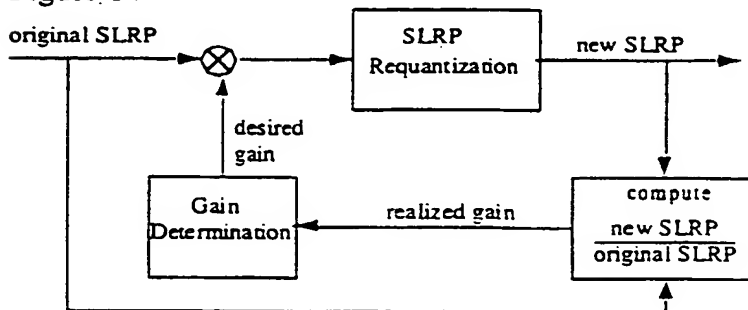 original SLRP
SLRP
Requantization
new SLRP
desired
gain
Gain
Determination
realized gain
compute
new SLRP
original SLRP